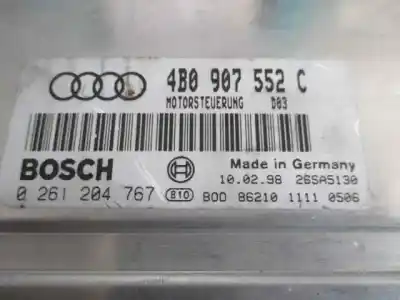 4B0 907 552 C
MOTORSTEUERUNG D03
BOSCH Made in Germany
10.02.98 26SA5130
0 261 204 767 810 B00 86210 1111 0506